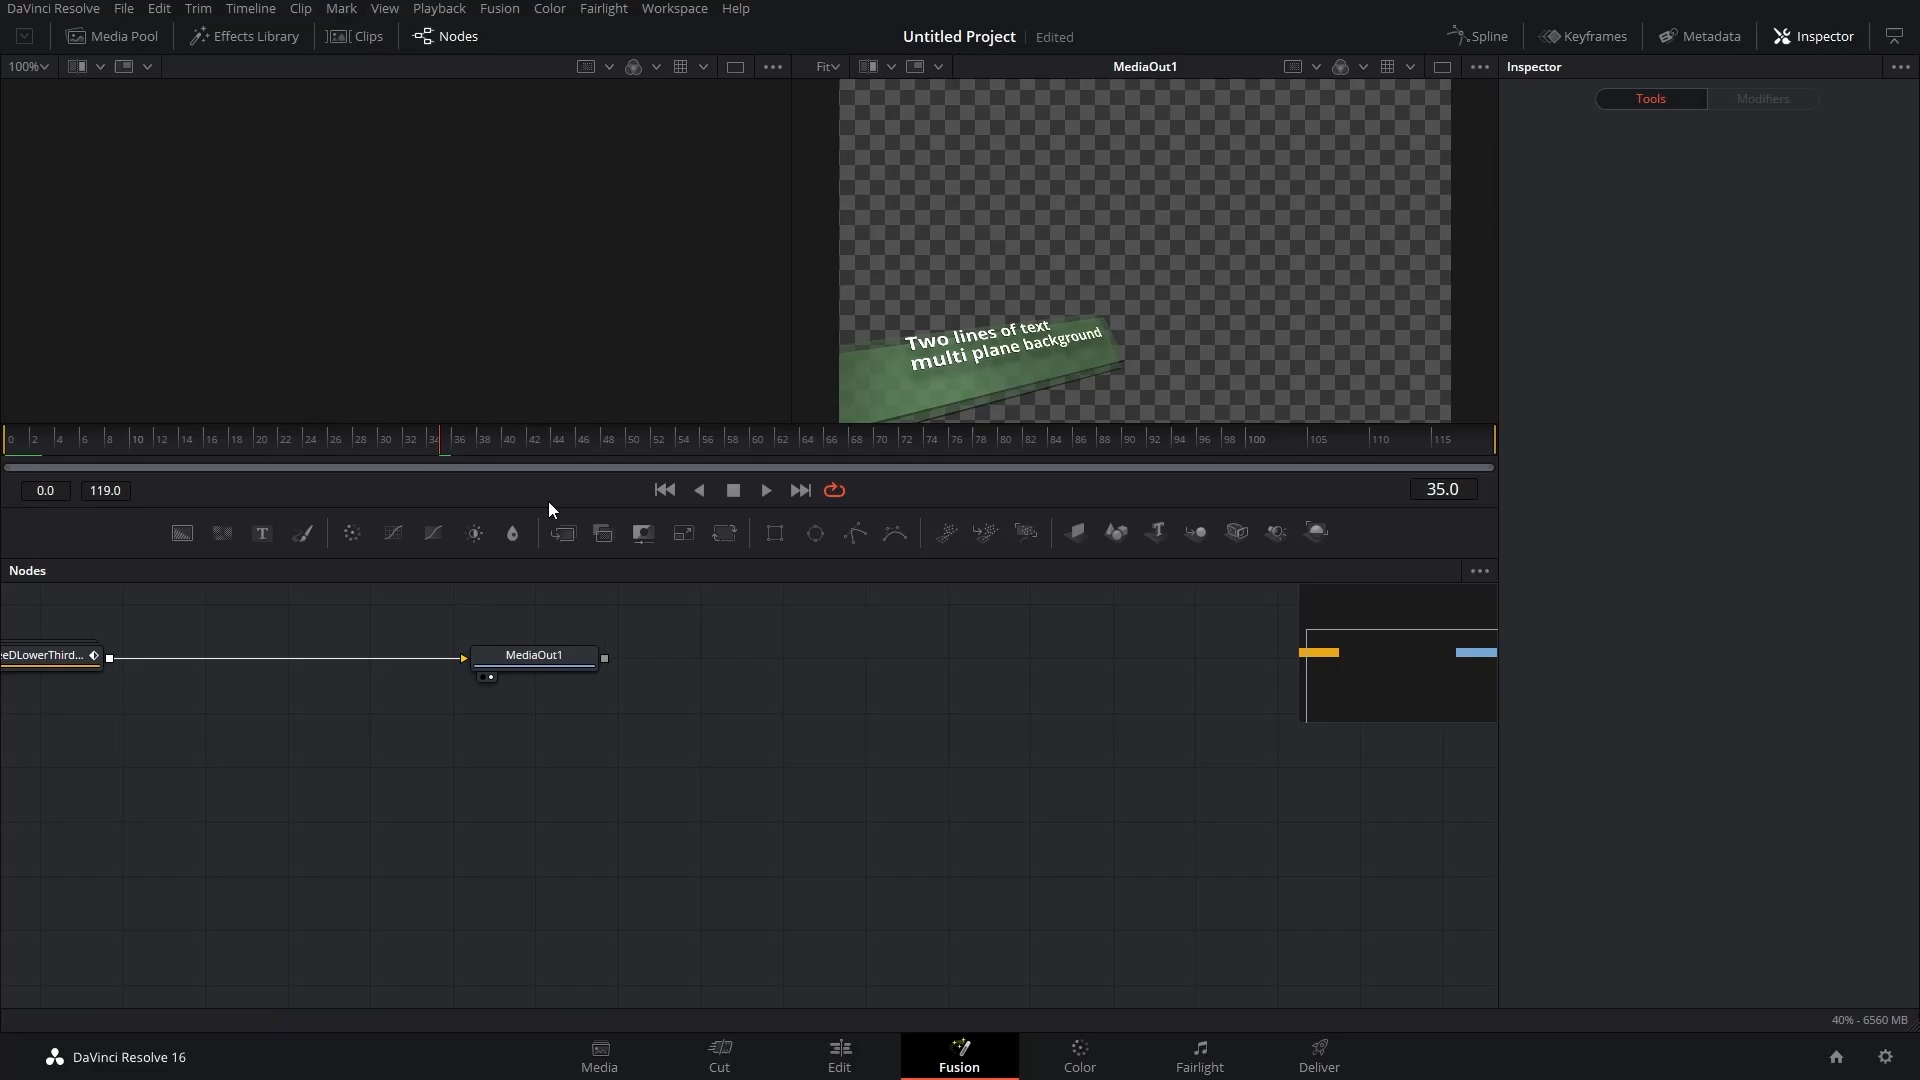 DaVinci Resolve File Edit Trim Timeline Clip Mark View Playback Fusion Color Fairlight Workspace Help
Media Pool Effects Library Clips Nodes Untitled Project Edited Spline Keyframes Metadata Inspector
100% Fit MediaOut1 Inspector
Tools Modifiers
Two lines of text
multi plane background
0 2 4 6 8 10 12 14 16 18 20 22 24 26 28 30 32 34 36 38 40 42 44 46 48 50 52 54 56 58 60 62 64 66 68 70 72 74 76 78 80 82 84 86 88 90 92 94 96 98 100 105 110 115
0.0 119.0 35.0
T
Nodes
eeDLowerThird... MediaOut1
40% - 6560 MB
DaVinci Resolve 16 Media Cut Edit Fusion Color Fairlight Deliver